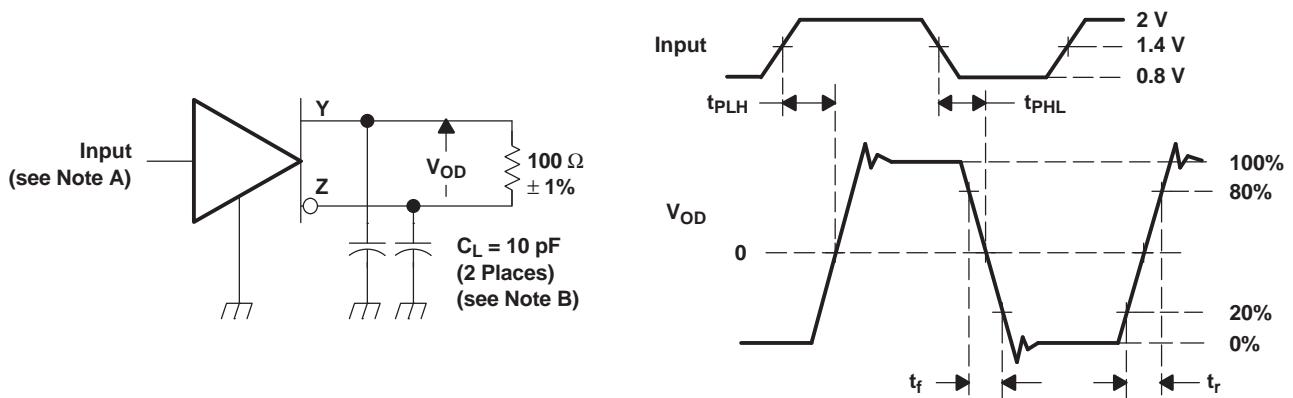 Input
(see Note A)
Y
Z
V_OD
100 Ω
± 1%
C_L = 10 pF
(2 Places)
(see Note B)
Input
2 V
1.4 V
0.8 V
t_PLH
t_PHL
V_OD
0
100%
80%
20%
0%
t_f
t_r